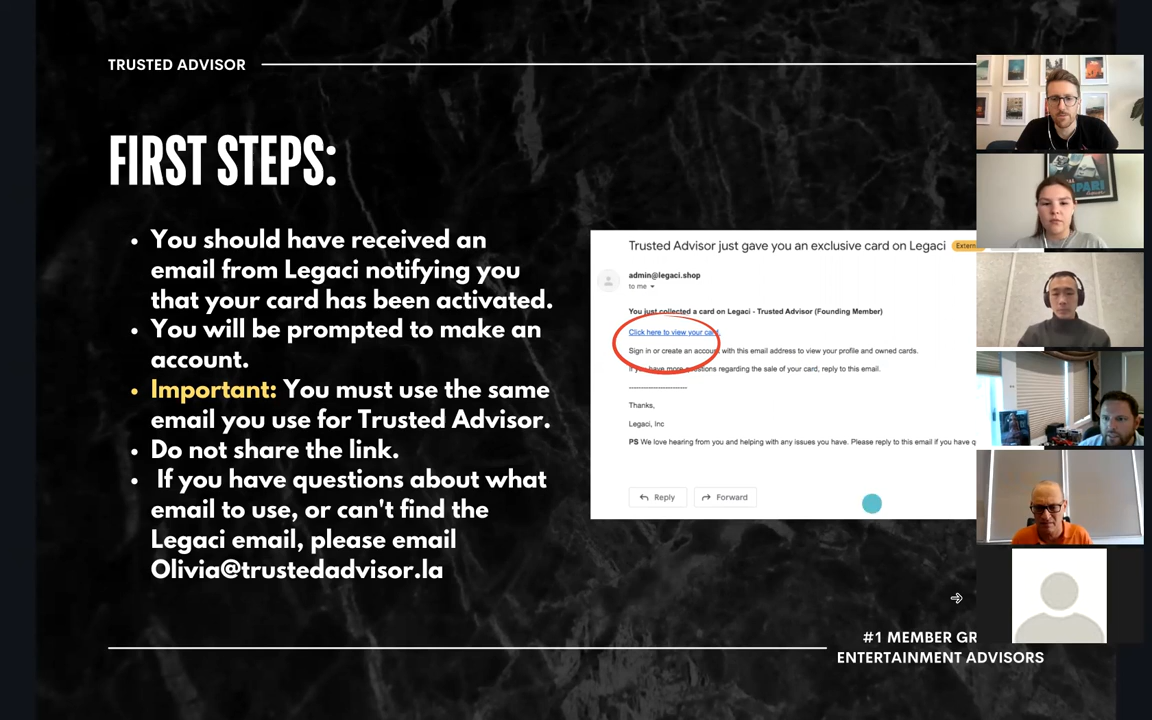 TRUSTED ADVISOR
FIRST STEPS:
• You should have received an
email from Legaci notifying you
that your card has been activated.
• You will be prompted to make an
account.
• Important: You must use the same
email you use for Trusted Advisor.
• Do not share the link.
• If you have questions about what
email to use, or can't find the
Legaci email, please email
Olivia@trustedadvisor.la
Trusted Advisor just gave you an exclusive card on Legaci Extern
admin@legaci.shop
to me
You just collected a card on Legaci - Trusted Advisor (Founding Member)
Click here to view your card.
Sign in or create an account with this email address to view your profile and owned cards.
If you have more questions regarding the sale of your card, reply to this email.
------------------------
Thanks,
Legaci, Inc
PS We love hearing from you and helping with any issues you have. Please reply to this email if you have q
Reply
Forward
#1 MEMBER GR
ENTERTAINMENT ADVISORS